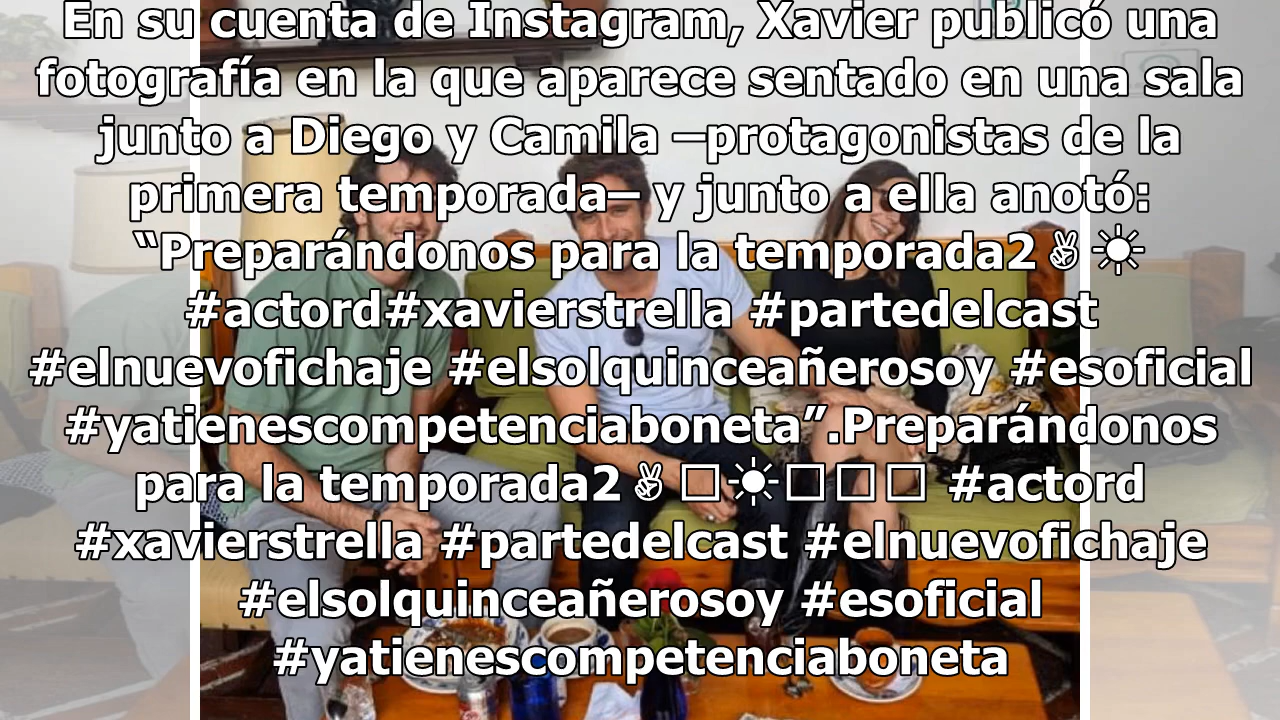 En su cuenta de Instagram, Xavier publicó una
fotografía en la que aparece sentado en una sala
junto a Diego y Camila —protagonistas de la
primera temporada— y junto a ella anotó:
“Preparándonos para la temporada2✌☀
#actord#xavierstrella #partedelcast
#elnuevofichaje #elsolquinceañerosoy #esoficial
#yatienescompetenciaboneta”.Preparándonos
para la temporada2✌□☀□□□ #actord
#xavierstrella #partedelcast #elnuevofichaje
#elsolquinceañerosoy #esoficial
#yatienescompetenciaboneta